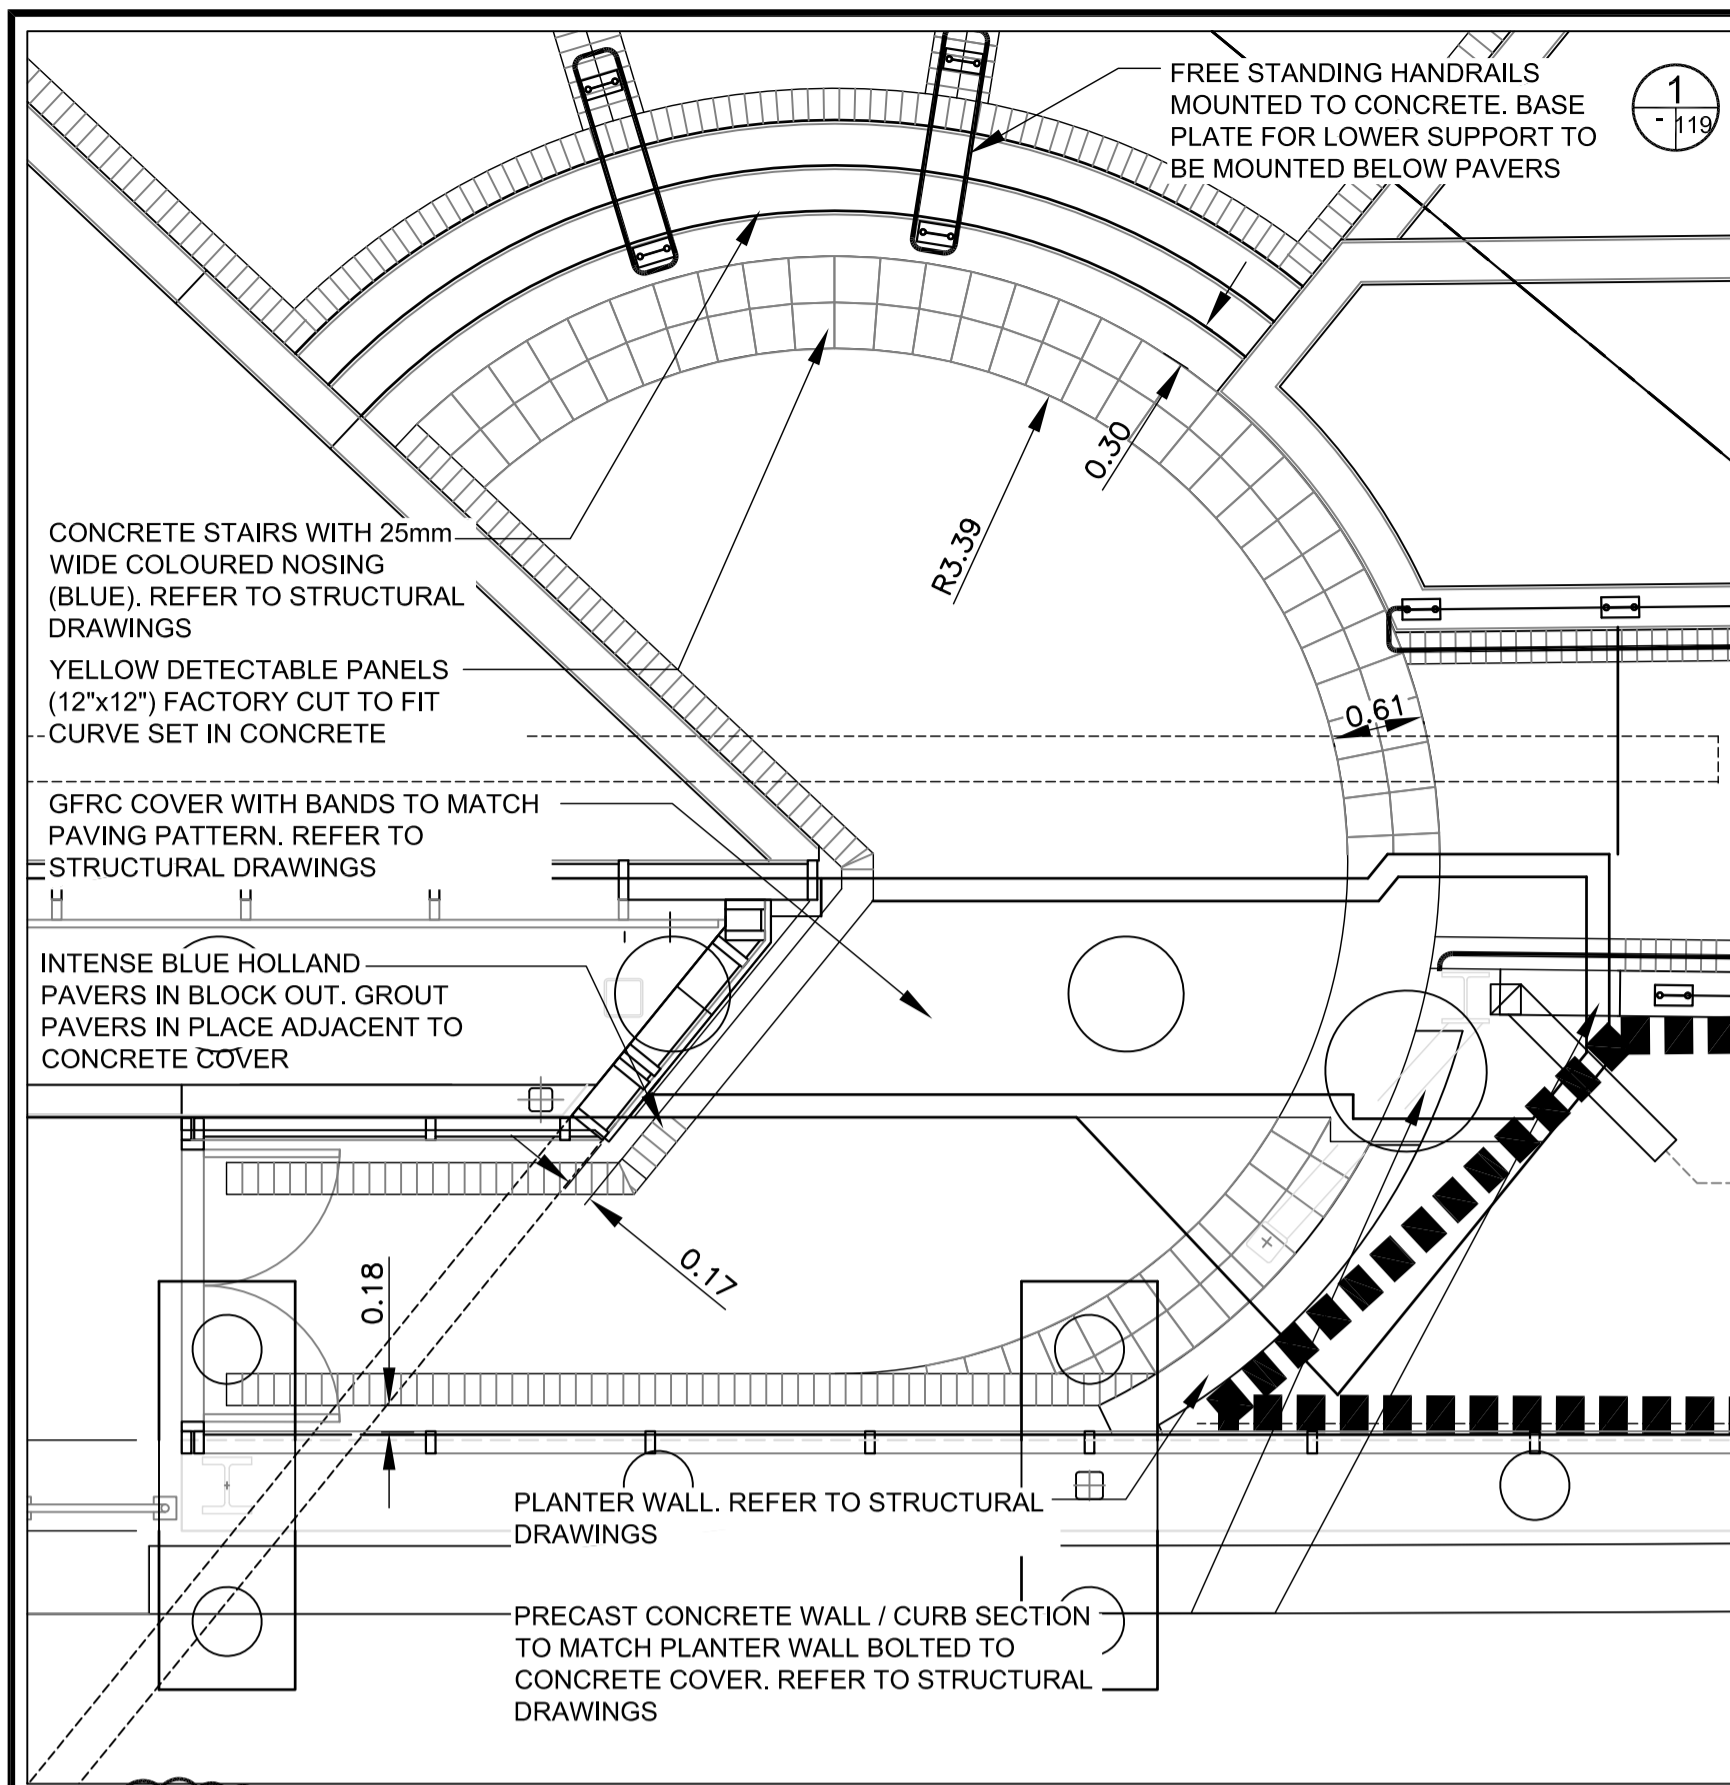 FREE STANDING HANDRAILS
MOUNTED TO CONCRETE. BASE
PLATE FOR LOWER SUPPORT TO
BE MOUNTED BELOW PAVERS
1
- 119
0.30
R3.39
CONCRETE STAIRS WITH 25mm
WIDE COLOURED NOSING
(BLUE). REFER TO STRUCTURAL
DRAWINGS
YELLOW DETECTABLE PANELS
(12"x12") FACTORY CUT TO FIT
CURVE SET IN CONCRETE
0.61
GFRC COVER WITH BANDS TO MATCH
PAVING PATTERN. REFER TO
STRUCTURAL DRAWINGS
INTENSE BLUE HOLLAND
PAVERS IN BLOCK OUT. GROUT
PAVERS IN PLACE ADJACENT TO
CONCRETE COVER
0.17
0.18
PLANTER WALL. REFER TO STRUCTURAL
DRAWINGS
PRECAST CONCRETE WALL / CURB SECTION
TO MATCH PLANTER WALL BOLTED TO
CONCRETE COVER. REFER TO STRUCTURAL
DRAWINGS